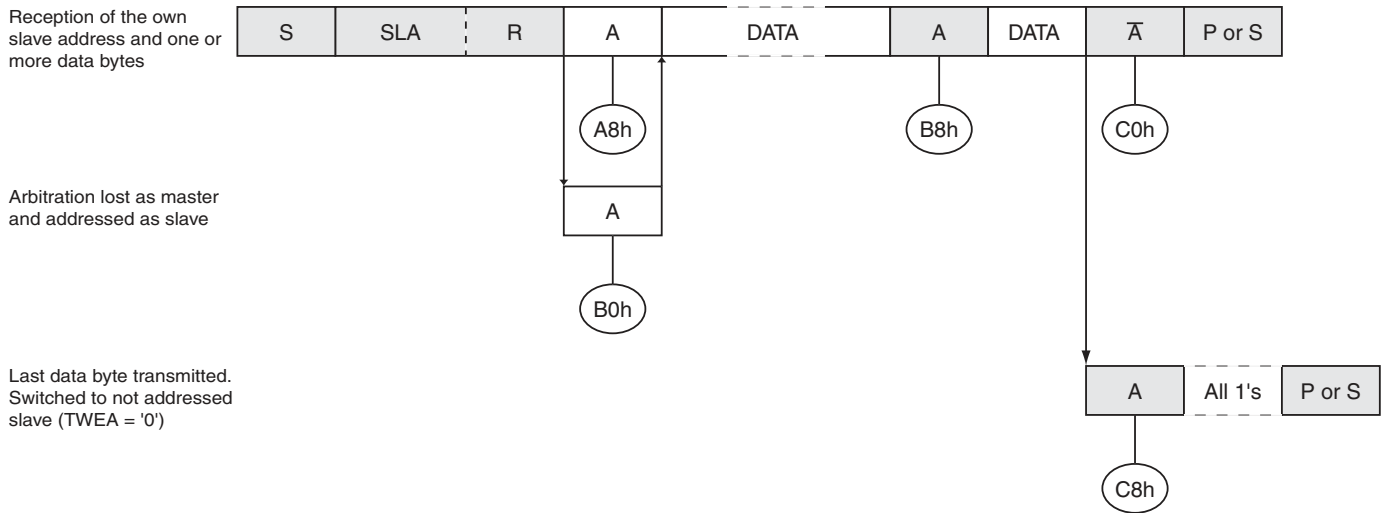 Reception of the own
slave address and one or
more data bytes
S SLA R A DATA A DATA A̅ P or S
A8h B8h C0h
Arbitration lost as master
and addressed as slave
A
B0h
Last data byte transmitted.
Switched to not addressed
slave (TWEA = '0')
A All 1's P or S
C8h